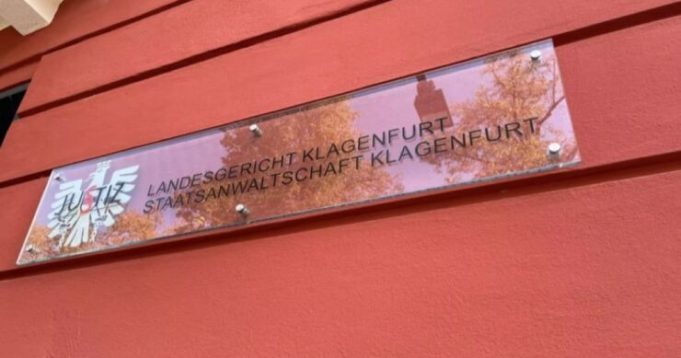 JUSTIZ
LANDESGERICHT KLAGENFURT
STAATSANWALTSCHAFT KLAGENFURT